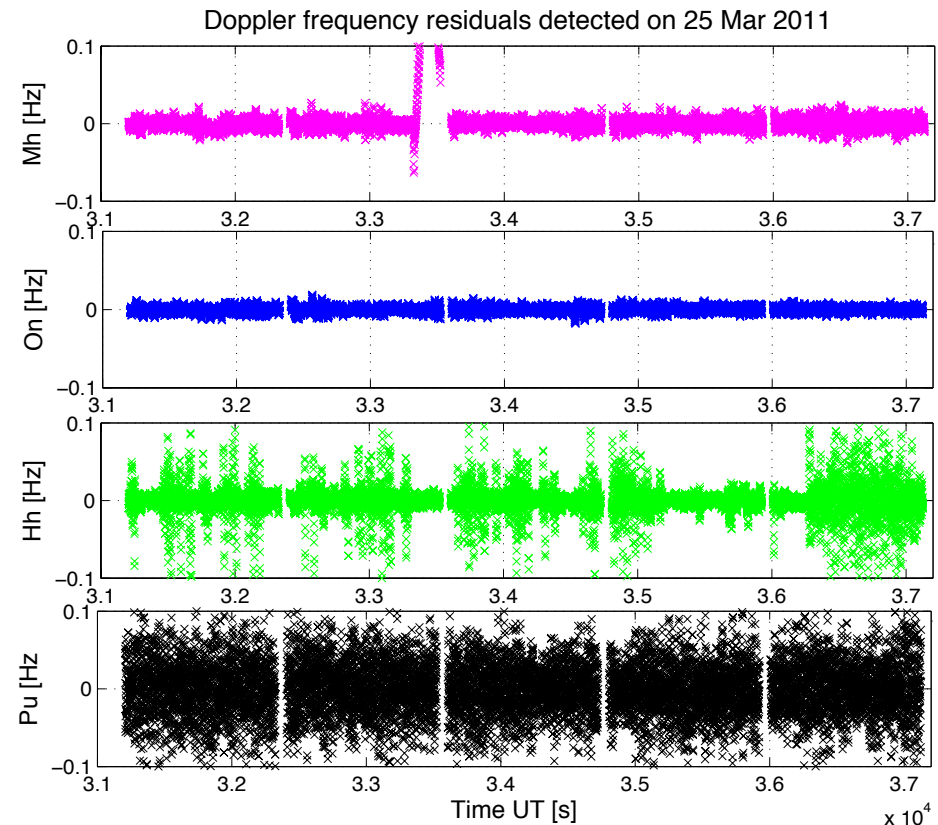 Doppler frequency residuals detected on 25 Mar 2011
0.1
0
−0.1
Mh [Hz]
3.1 3.2 3.3 3.4 3.5 3.6 3.7
0.1
0
−0.1
On [Hz]
3.1 3.2 3.3 3.4 3.5 3.6 3.7
0.1
0
−0.1
Hh [Hz]
3.1 3.2 3.3 3.4 3.5 3.6 3.7
0.1
0
−0.1
Pu [Hz
3.1 3.2 3.3 3.4 3.5 3.6 3.7
Time UT [s]
x 10^4